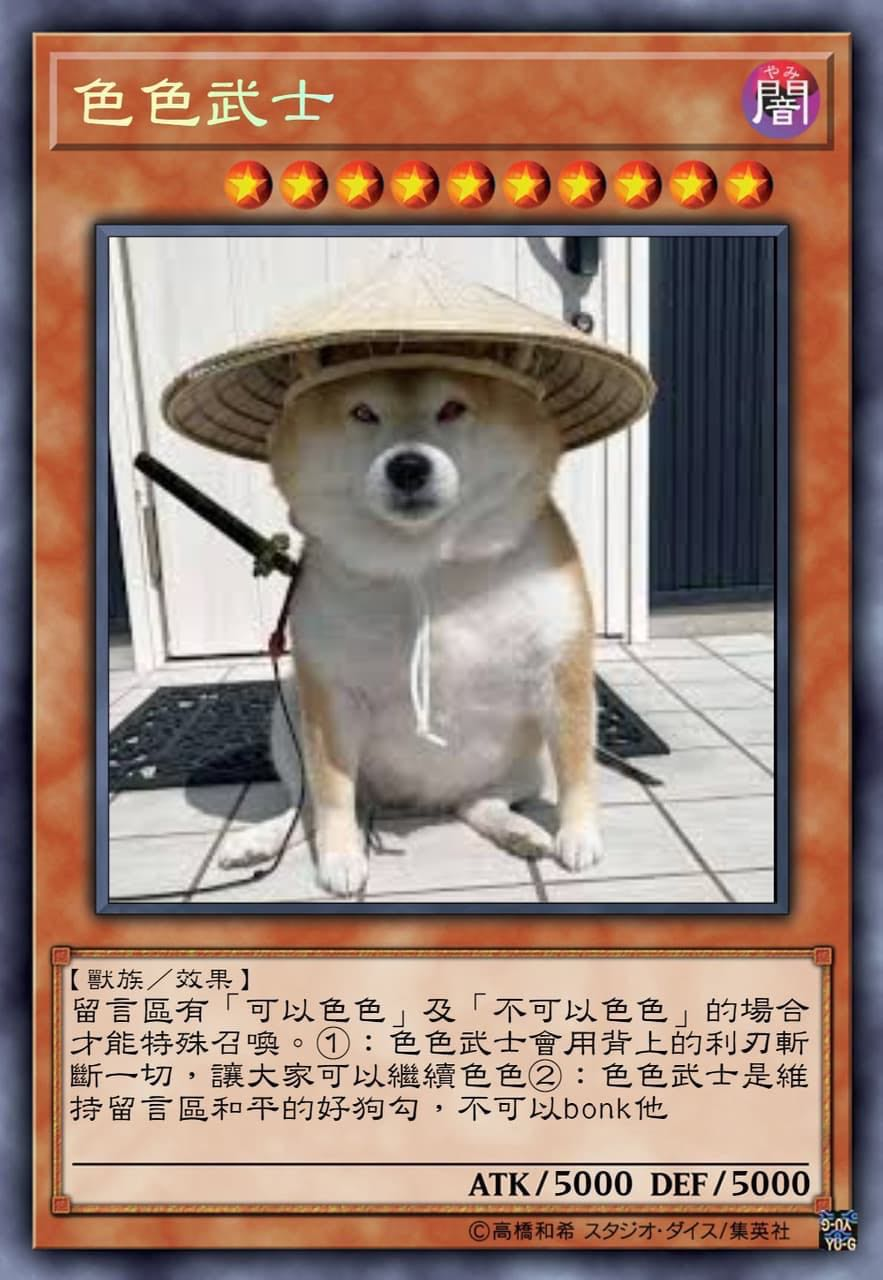 色色武士
やみ
闇
【獸族／效果】
留言區有「可以色色」及「不可以色色」的場合
才能特殊召喚。①：色色武士會用背上的利刃斬
斷一切，讓大家可以繼續色色②：色色武士是維
持留言區和平的好狗勾，不可以bonk他
ATK/5000 DEF/5000
©高橋和希 スタジオ・ダイス/集英社
YU-G